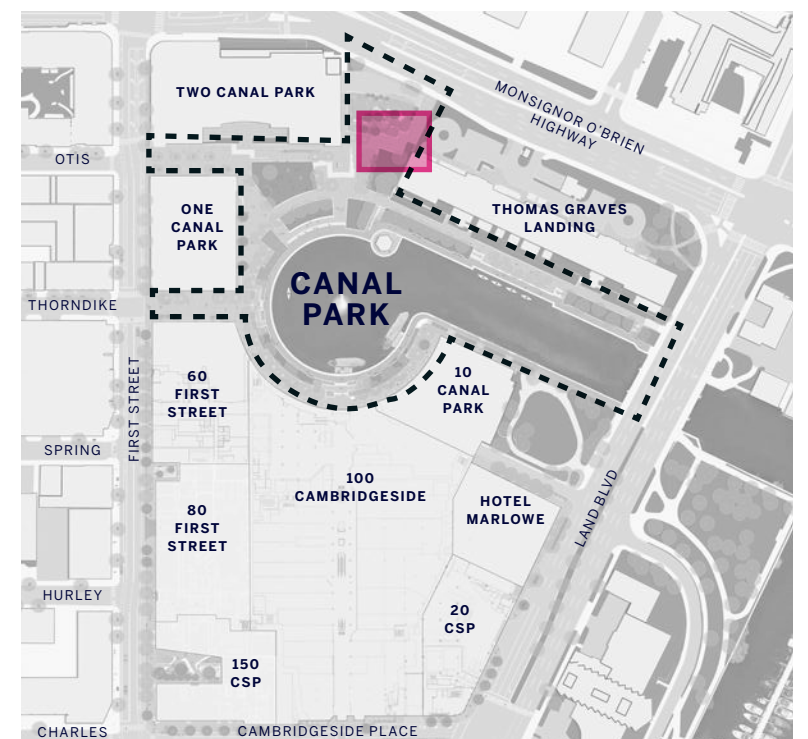 TWO CANAL PARK
MONSIGNOR O'BRIEN
HIGHWAY
OTIS
ONE
CANAL
PARK
THOMAS GRAVES
LANDING
CANAL
PARK
THORNDIKE
FIRST STREET
60
FIRST
STREET
10
CANAL
PARK
SPRING
100
CAMBRIDGESIDE
HOTEL
MARLOWE
LAND BLVD
80
FIRST
STREET
HURLEY
20
CSP
150
CSP
CHARLES
CAMBRIDGESIDE PLACE